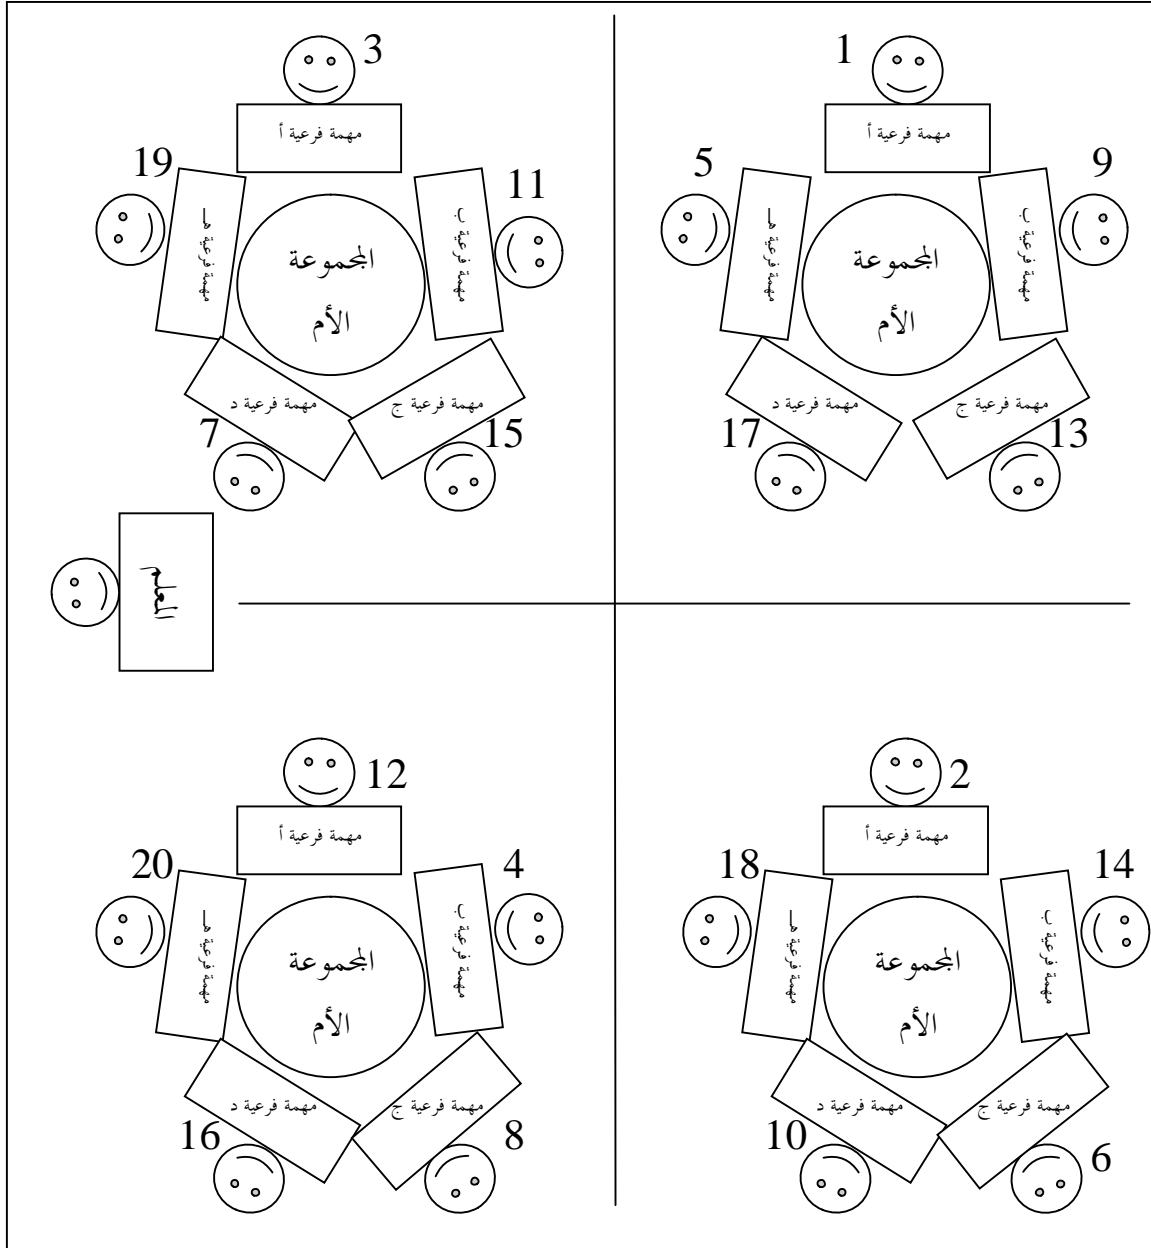 1
مهمة فرعية أ
9
مهمة فرعية ب
13
مهمة فرعية ج
17
مهمة فرعية د
5
مهمة فرعية هـ
المجموعة
الأم
3
مهمة فرعية أ
11
مهمة فرعية ب
15
مهمة فرعية ج
7
مهمة فرعية د
19
مهمة فرعية هـ
المجموعة
الأم
المعلم
2
مهمة فرعية أ
14
مهمة فرعية ب
6
مهمة فرعية ج
10
مهمة فرعية د
18
مهمة فرعية هـ
المجموعة
الأم
12
مهمة فرعية أ
4
مهمة فرعية ب
8
مهمة فرعية ج
16
مهمة فرعية د
20
مهمة فرعية هـ
المجموعة
الأم